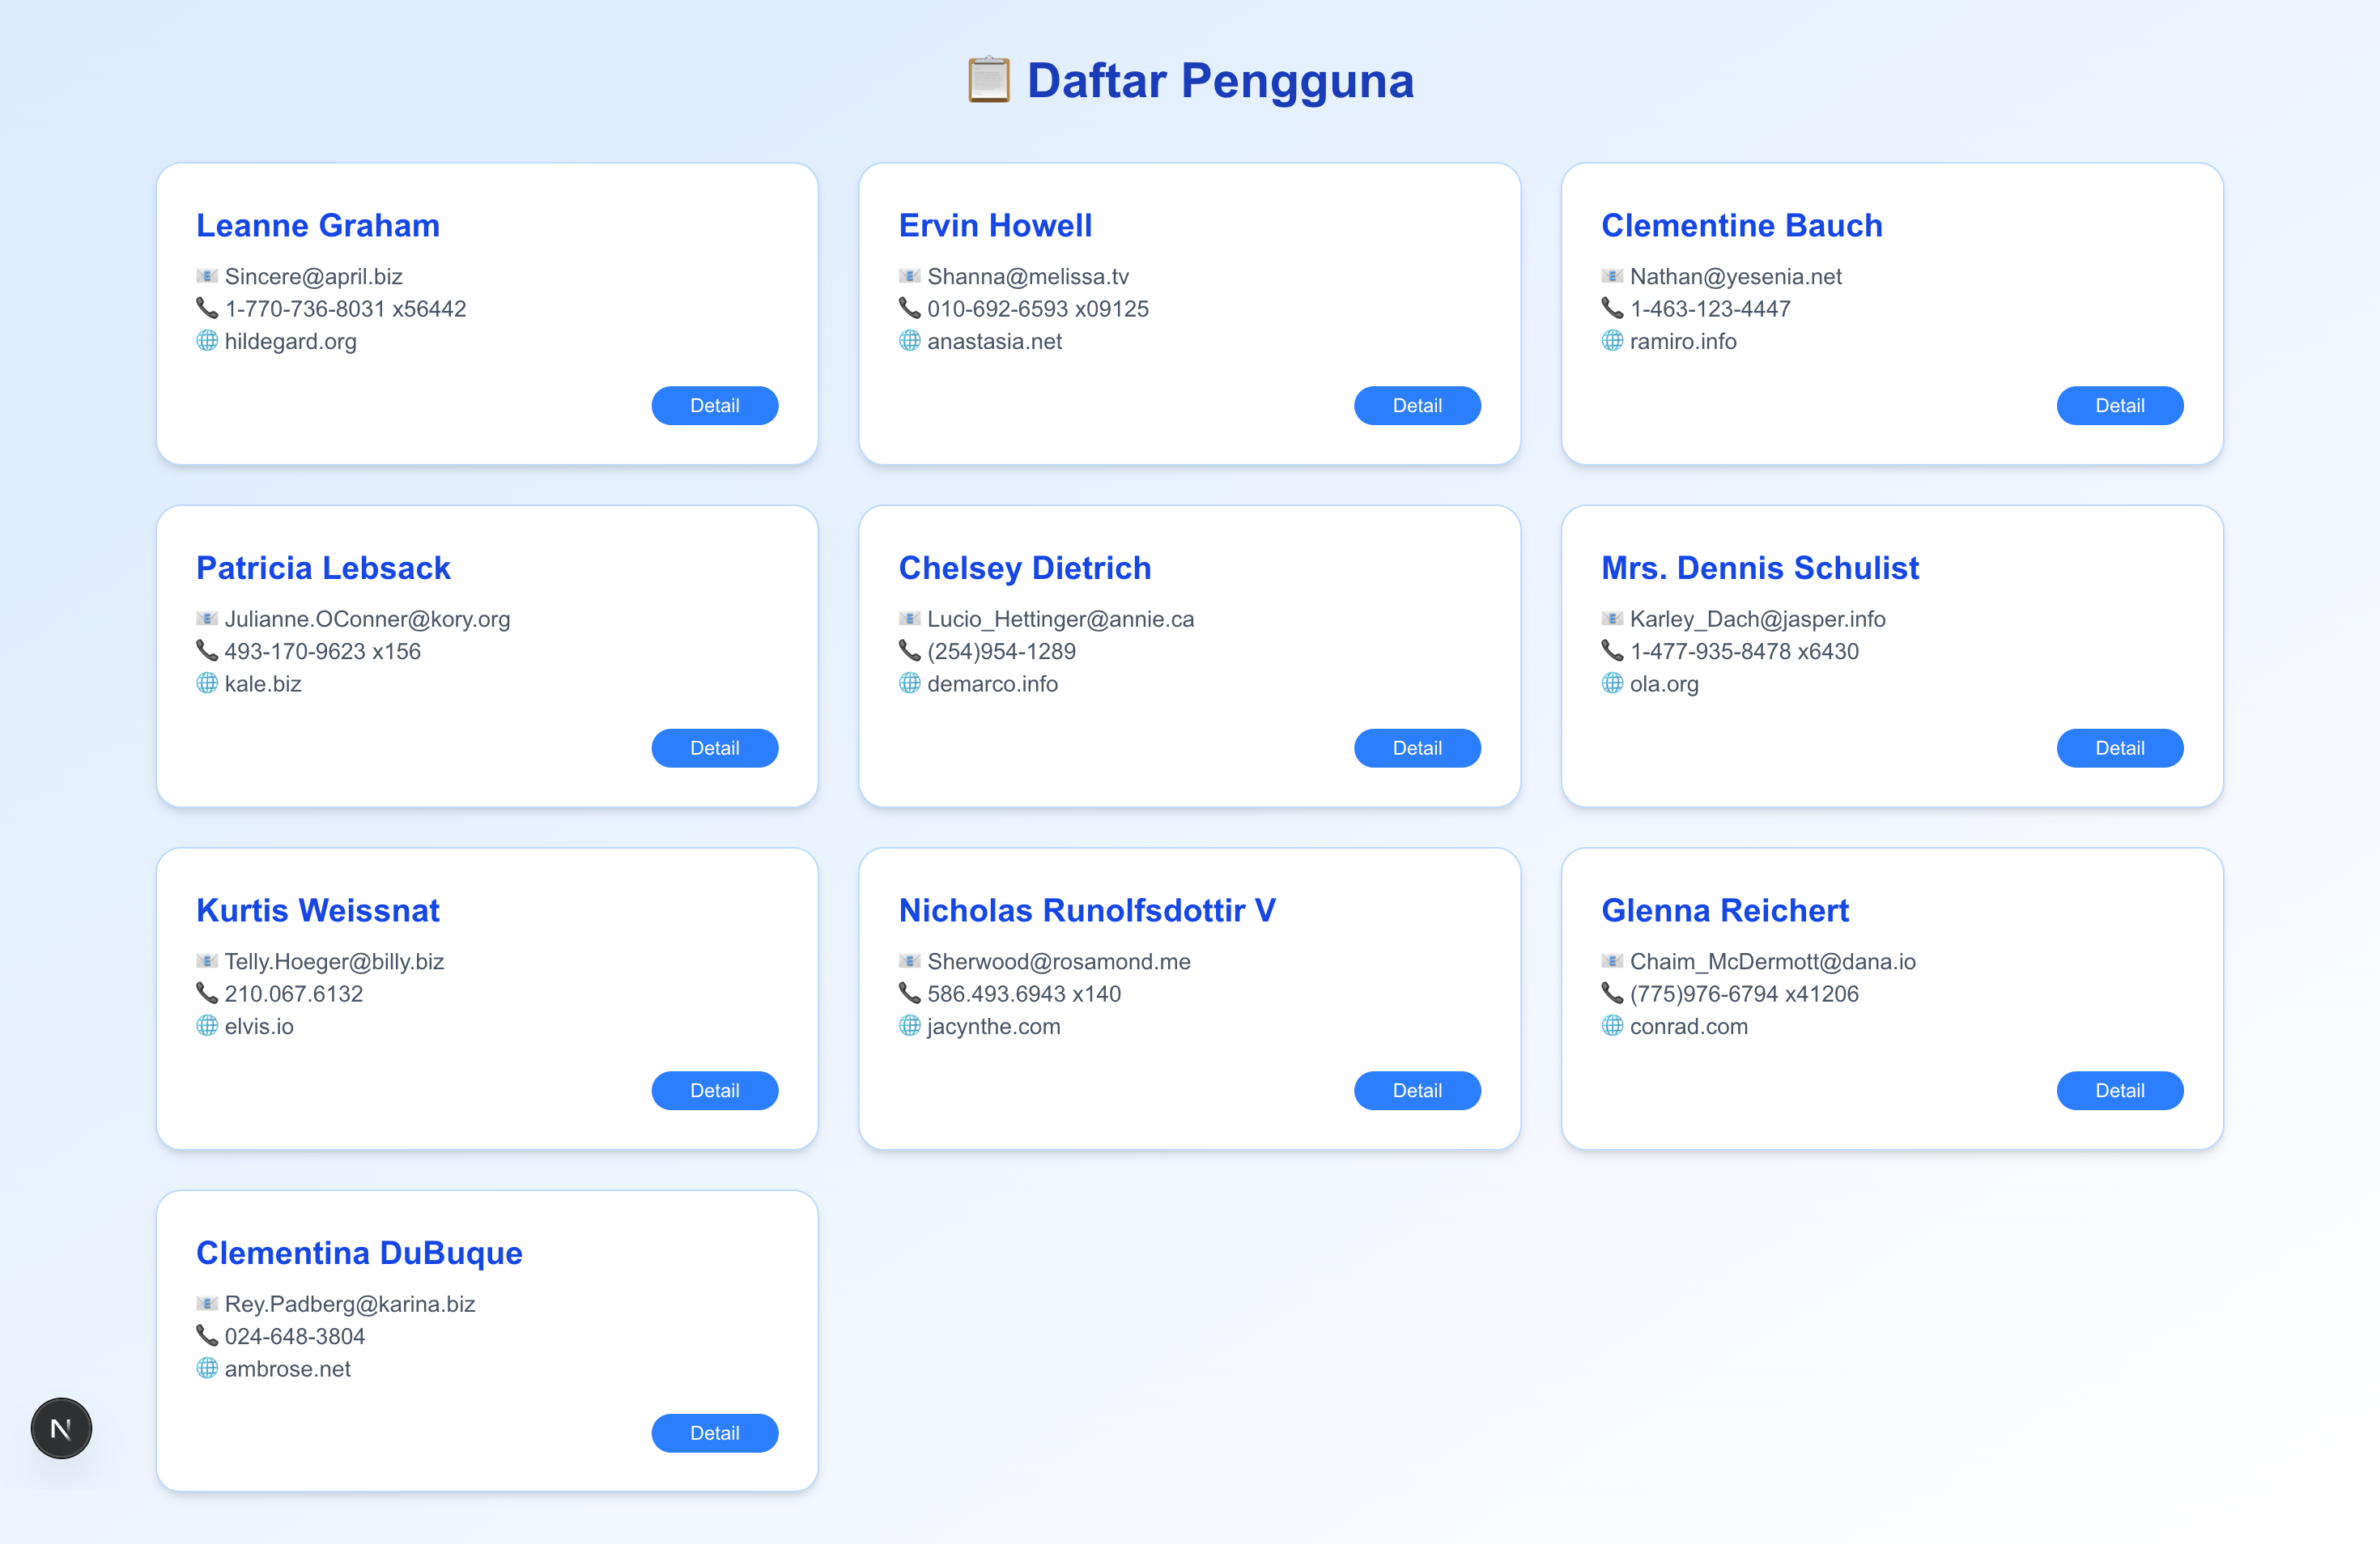 Daftar Pengguna
Leanne Graham
Sincere@april.biz
1-770-736-8031 x56442
hildegard.org
Detail
Ervin Howell
Shanna@melissa.tv
010-692-6593 x09125
anastasia.net
Detail
Clementine Bauch
Nathan@yesenia.net
1-463-123-4447
ramiro.info
Detail
Patricia Lebsack
Julianne.OConner@kory.org
493-170-9623 x156
kale.biz
Detail
Chelsey Dietrich
Lucio_Hettinger@annie.ca
(254)954-1289
demarco.info
Detail
Mrs. Dennis Schulist
Karley_Dach@jasper.info
1-477-935-8478 x6430
ola.org
Detail
Kurtis Weissnat
Telly.Hoeger@billy.biz
210.067.6132
elvis.io
Detail
Nicholas Runolfsdottir V
Sherwood@rosamond.me
586.493.6943 x140
jacynthe.com
Detail
Glenna Reichert
Chaim_McDermott@dana.io
(775)976-6794 x41206
conrad.com
Detail
Clementina DuBuque
Rey.Padberg@karina.biz
024-648-3804
ambrose.net
Detail
N